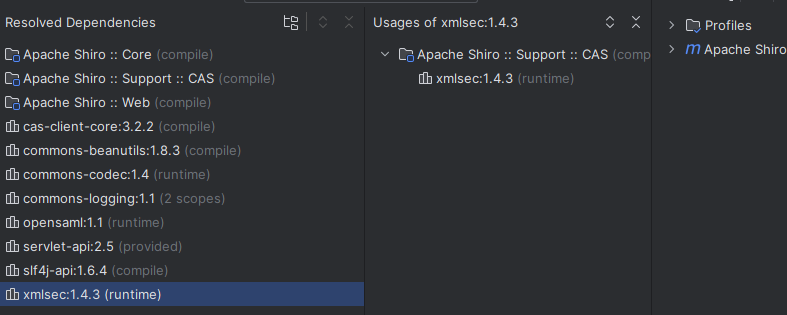 Resolved Dependencies
Apache Shiro :: Core (compile)
Apache Shiro :: Support :: CAS (compile)
Apache Shiro :: Web (compile)
cas-client-core:3.2.2 (compile)
commons-beanutils:1.8.3 (compile)
commons-codec:1.4 (runtime)
commons-logging:1.1 (2 scopes)
opensaml:1.1 (runtime)
servlet-api:2.5 (provided)
slf4j-api:1.6.4 (compile)
xmlsec:1.4.3 (runtime)
Usages of xmlsec:1.4.3
Apache Shiro :: Support :: CAS (comp
xmlsec:1.4.3 (runtime)
Profiles
Apache Shiro